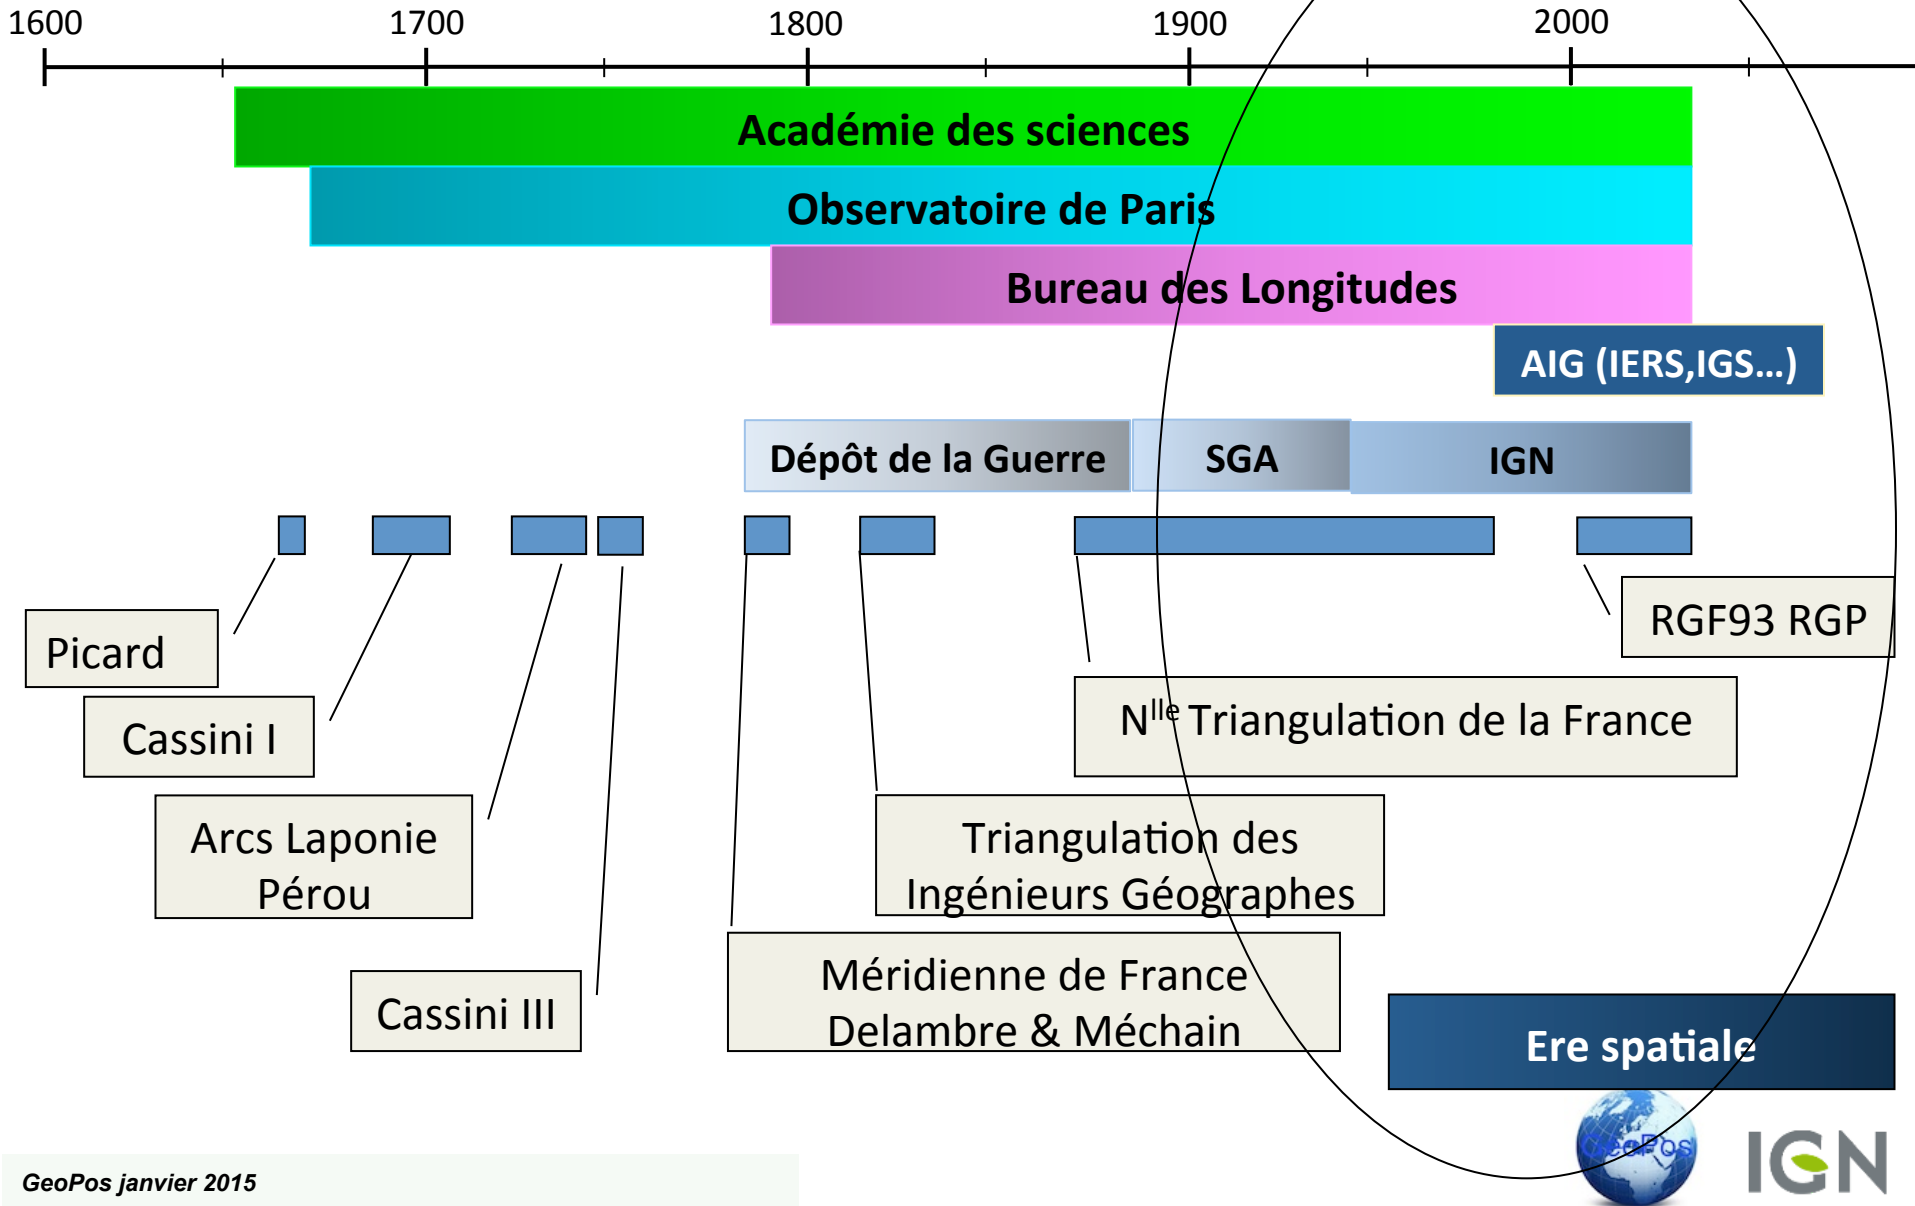 1600 1700 1800 1900 2000
Académie des sciences
Observatoire de Paris
Bureau des Longitudes
AIG (IERS,IGS...)
Dépôt de la Guerre SGA IGN
RGF93 RGP
Picard
Nlle Triangulation de la France
Cassini I
Arcs Laponie
Pérou
Triangulation des
Ingénieurs Géographes
Méridienne de France
Delambre & Méchain
Cassini III
Ere spatiale
GeoPos
IGN
GeoPos janvier 2015